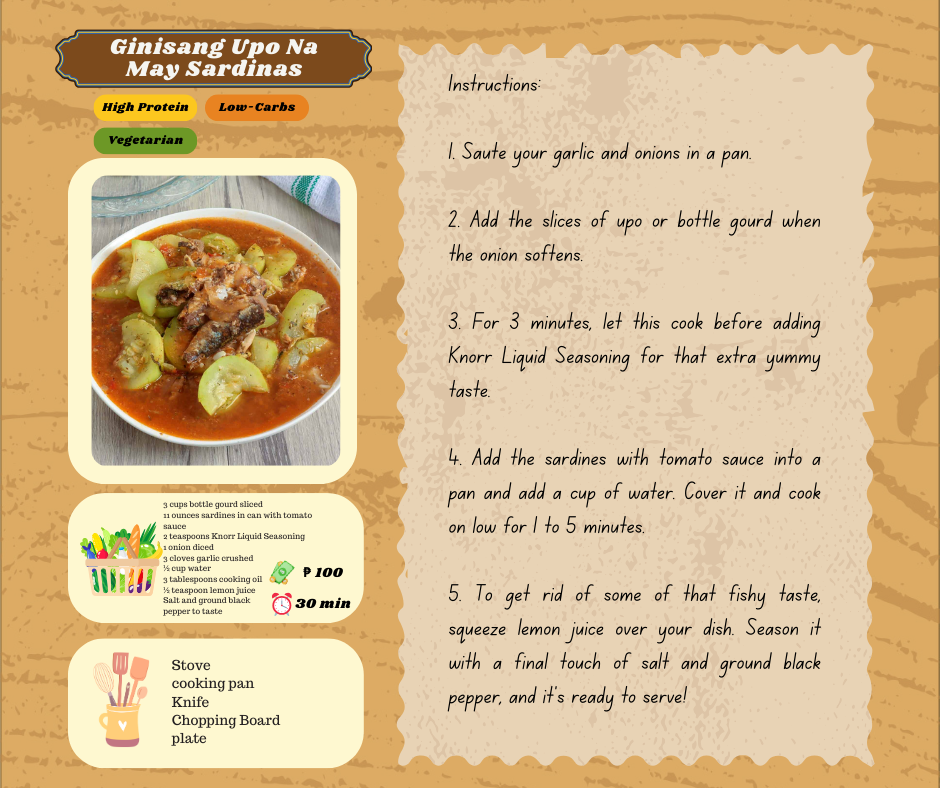 Ginisang Upo Na
May Sardinas
High Protein
Low-Carbs
Vegetarian
3 cups bottle gourd sliced
11 ounces sardines in can with tomato
sauce
2 teaspoons Knorr Liquid Seasoning
1 onion diced
3 cloves garlic crushed
½ cup water
3 tablespoons cooking oil
½ teaspoon lemon juice
Salt and ground black
pepper to taste
₱ 100
30 min
Stove
cooking pan
Knife
Chopping Board
plate
Instructions:
1. Saute your garlic and onions in a pan.
2. Add the slices of upo or bottle gourd when
the onion softens.
3. For 3 minutes, let this cook before adding
Knorr Liquid Seasoning for that extra yummy
taste.
4. Add the sardines with tomato sauce into a
pan and add a cup of water. Cover it and cook
on low for 1 to 5 minutes.
5. To get rid of some of that fishy taste,
squeeze lemon juice over your dish. Season it
with a final touch of salt and ground black
pepper, and it's ready to serve!